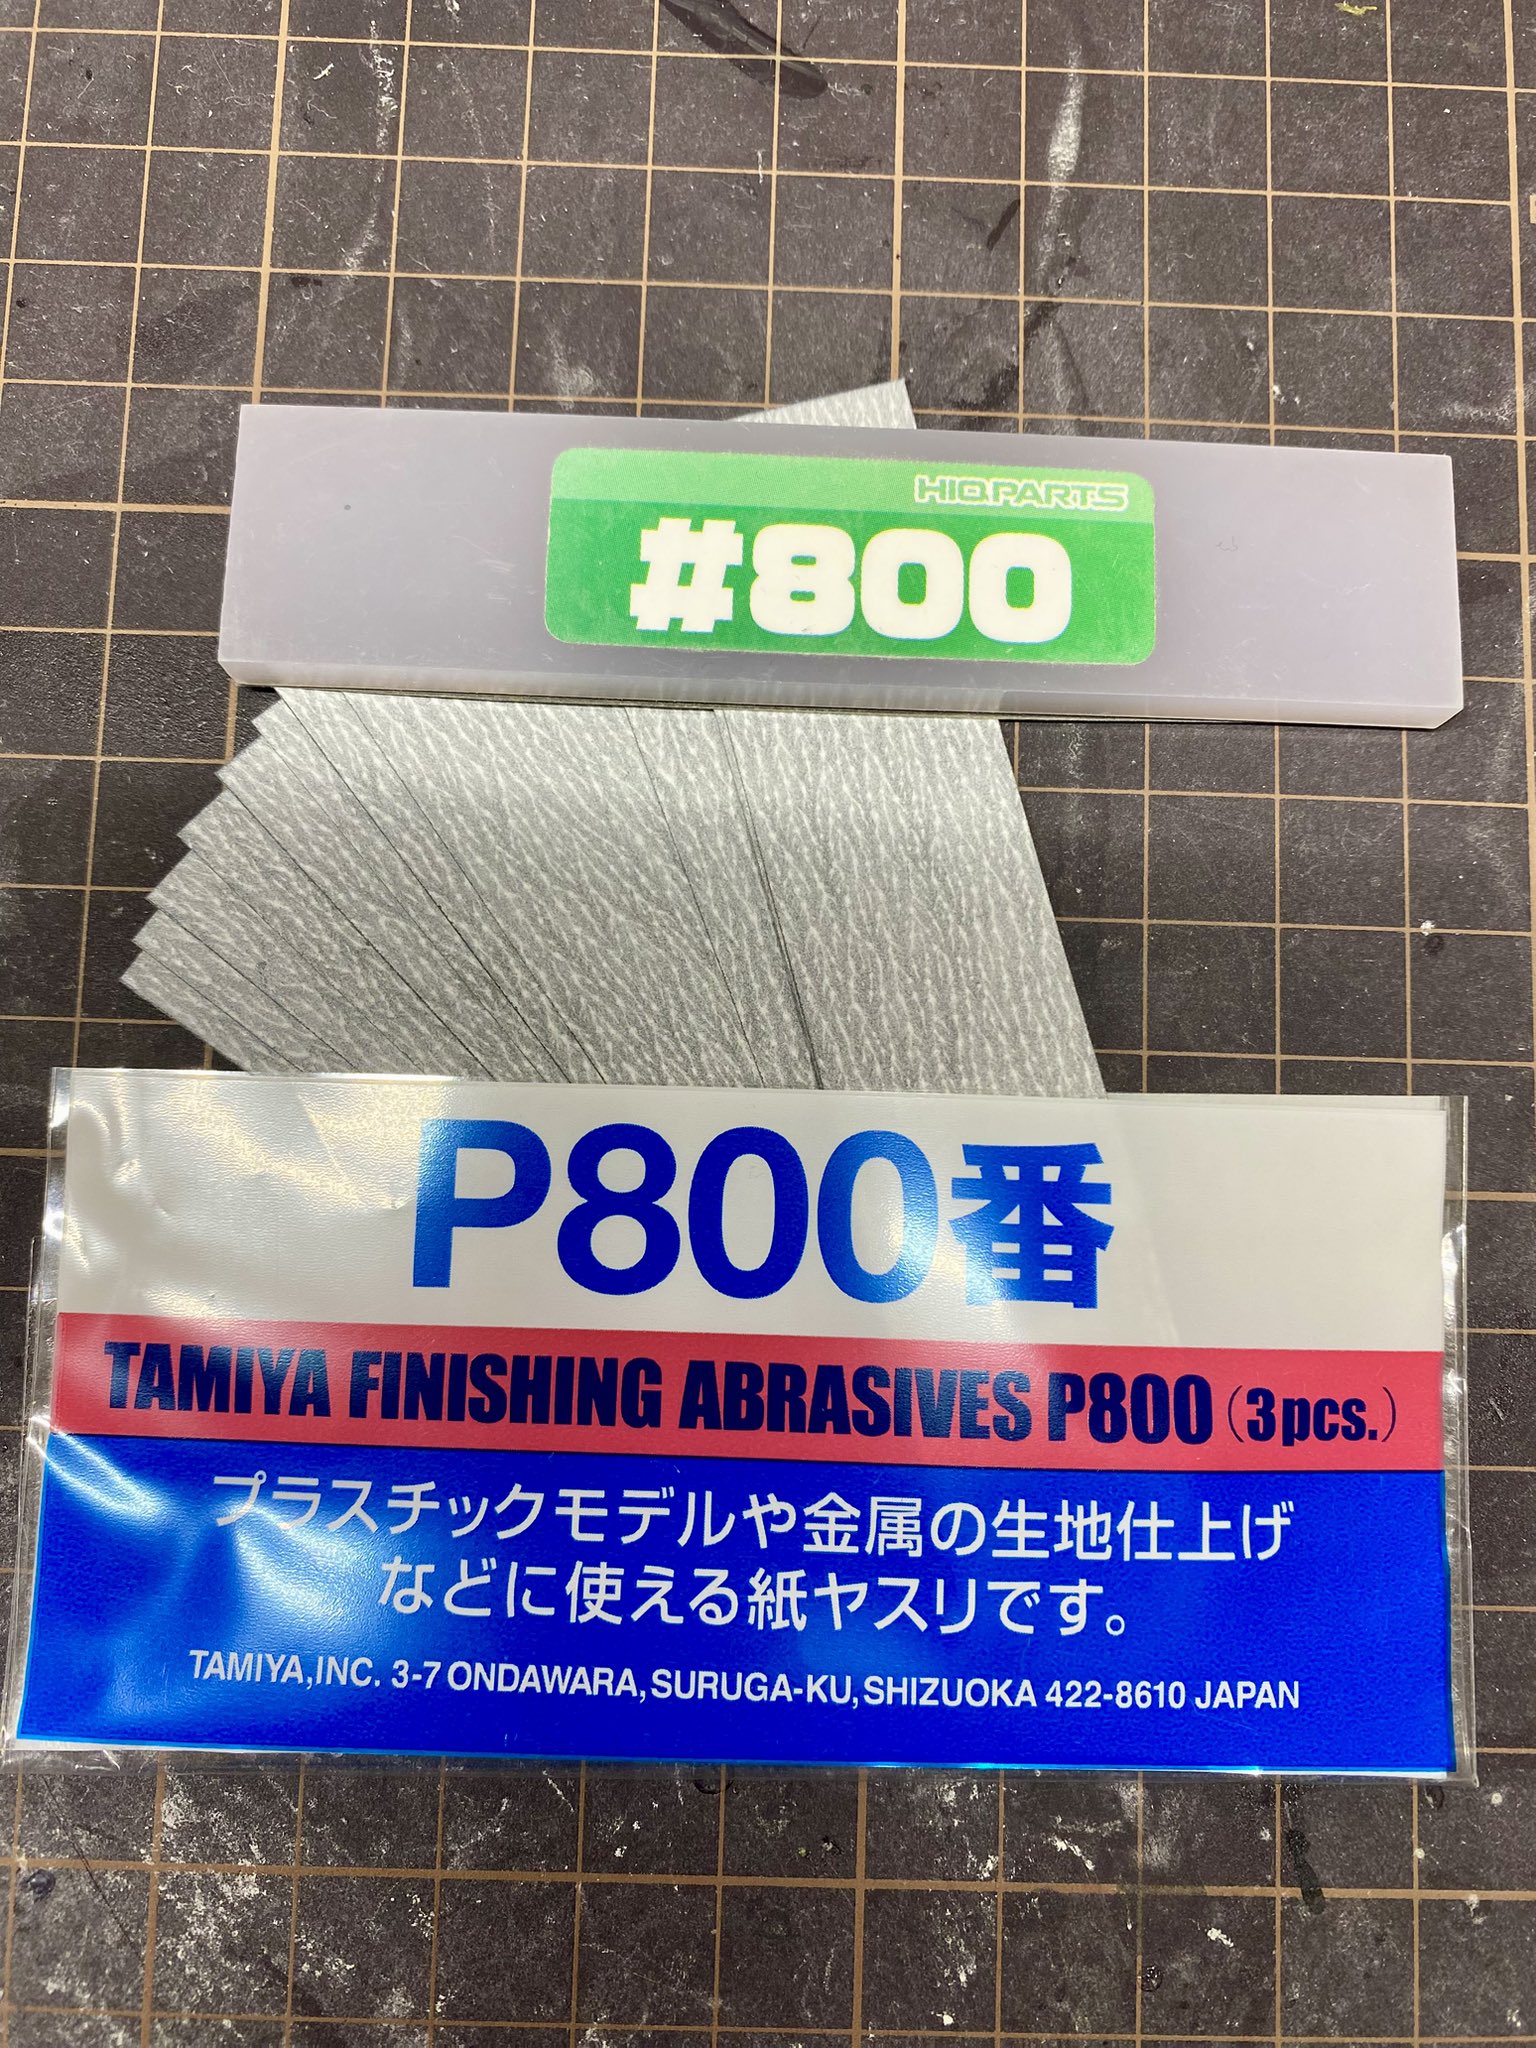 HIQPARTS
#800
P800番
TAMIYA FINISHING ABRASIVES P800 (3pcs.)
プラスチックモデルや金属の生地仕上げ
などに使える紙ヤスリです。
TAMIYA,INC. 3-7 ONDAWARA, SURUGA-KU, SHIZUOKA 422-8610 JAPAN